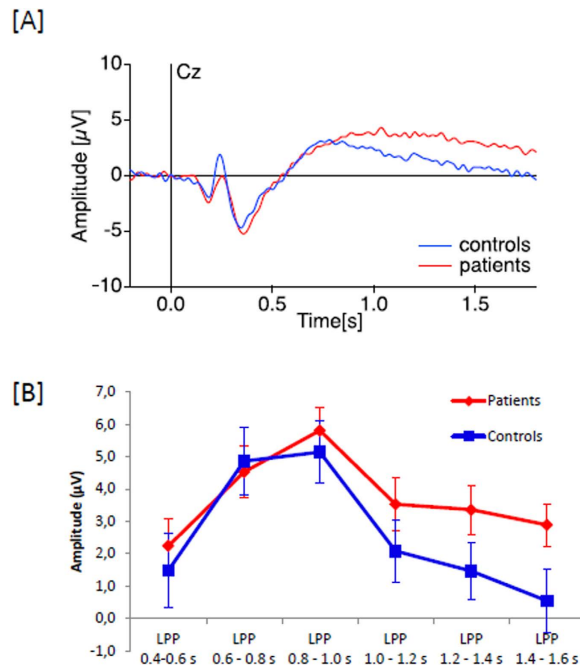 [A]
Cz
10
5
0
-5
-10
Amplitude [µV]
controls
patients
0.0 0.5 1.0 1.5
Time[s]
[B]
7,0
6,0
5,0
4,0
3,0
2,0
1,0
0,0
-1,0
Amplitude (µV)
Patients
Controls
LPP LPP LPP LPP LPP LPP
0.4-0.6 s 0.6 - 0.8 s 0.8 - 1.0 s 1.0 - 1.2 s 1.2 - 1.4s 1.4 - 1.6 s